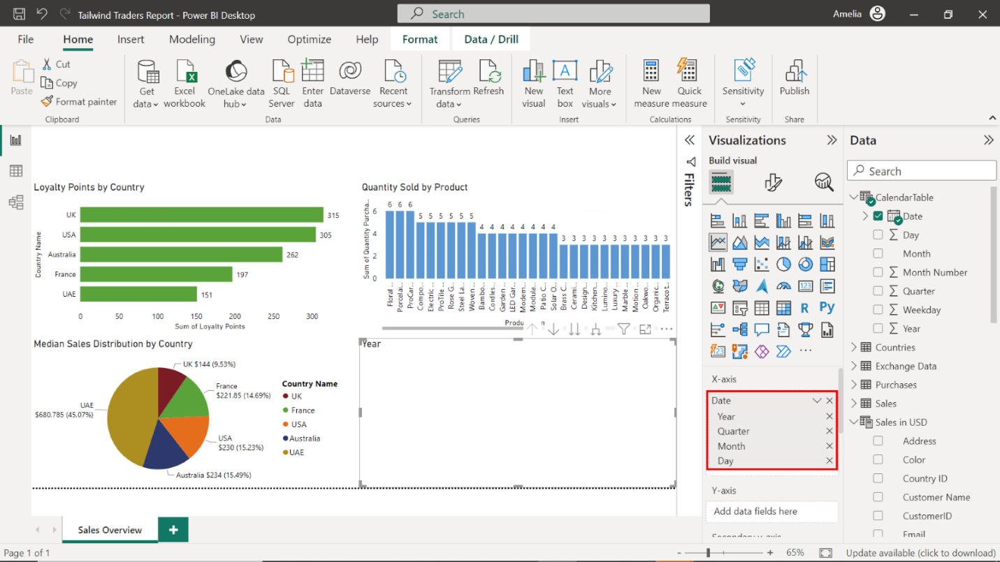 Tailwind Traders Report - Power BI Desktop
Search
Amelia
File Home Insert Modeling View Optimize Help Format Data / Drill
Paste
Cut
Copy
Format painter
Clipboard
Get data
Excel workbook
OneLake data hub
SQL Server
Enter data
Dataverse
Recent sources
Data
Transform data
Refresh
Queries
New visual
Text box
More visuals
Insert
New measure
Quick measure
Calculations
Sensitivity
Sensitivity
Publish
Share
Loyalty Points by Country
Country Name
UK 315
USA 305
Australia 262
France 197
UAE 151
0 50 100 150 200 250 300
Sum of Loyalty Points
Quantity Sold by Product
Sum of Quantity Purcha...
6
4
2
0
6 6 6 5 5 5 5 5 5 4 4 4 4 4 4 4 4 3 3 3 3 3 3 3 3 3 3 3
Floral ...
Porcelai...
ProCar...
Compo...
Electric ...
ProTile ...
Rose G...
Steel La...
Woven ...
Bambo...
Cordles...
Garden ...
LED Gar...
Modern...
Modula...
Patio C...
Solar O...
Brass C...
Cerami...
Design...
Kitchen...
Lumino...
Luxury ...
Marble ...
Motion ...
Oakwo...
Organic...
Terracot...
Produ
Median Sales Distribution by Country
UK $144 (9.53%)
France
$221.85 (14.69%)
USA
$230 (15.23%)
Australia $234 (15.49%)
UAE
$680.785 (45.07%)
Country Name
UK
France
USA
Australia
UAE
Year
Filters
Visualizations
Build visual
123
R
Py
123
...
X-axis
Date
Year
Quarter
Month
Day
Y-axis
Add data fields here
Secondary y-axis
Data
Search
CalendarTable
Date
Day
Month
Month Number
Quarter
Weekday
Year
Countries
Exchange Data
Purchases
Sales
Sales in USD
Address
Color
Country ID
Customer Name
CustomerID
Email
Sales Overview
+
Page 1 of 1
- + 65%
Update available (click to download)